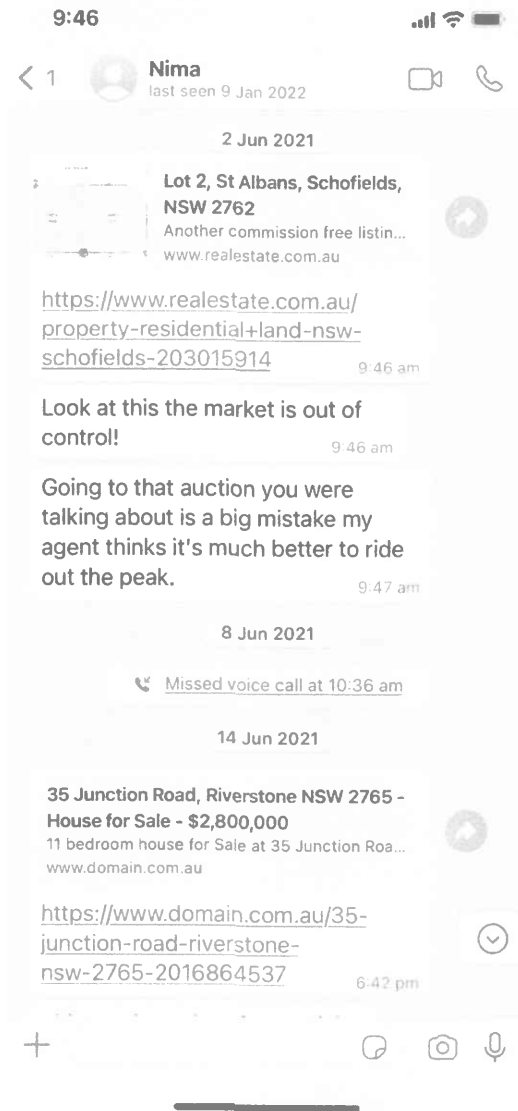 9:46
1
Nima
last seen 9 Jan 2022
2 Jun 2021
Lot 2, St Albans, Schofields,
NSW 2762
Another commission free listin...
www.realestate.com.au
https://www.realestate.com.au/
property-residential+land-nsw-
schofields-203015914
9:46 am
Look at this the market is out of
control!
9:46 am
Going to that auction you were
talking about is a big mistake my
agent thinks it's much better to ride
out the peak.
9:47 am
8 Jun 2021
Missed voice call at 10:36 am
14 Jun 2021
35 Junction Road, Riverstone NSW 2765 -
House for Sale - $2,800,000
11 bedroom house for Sale at 35 Junction Roa...
www.domain.com.au
https://www.domain.com.au/35-
junction-road-riverstone-
nsw-2765-2016864537
6:42 pm